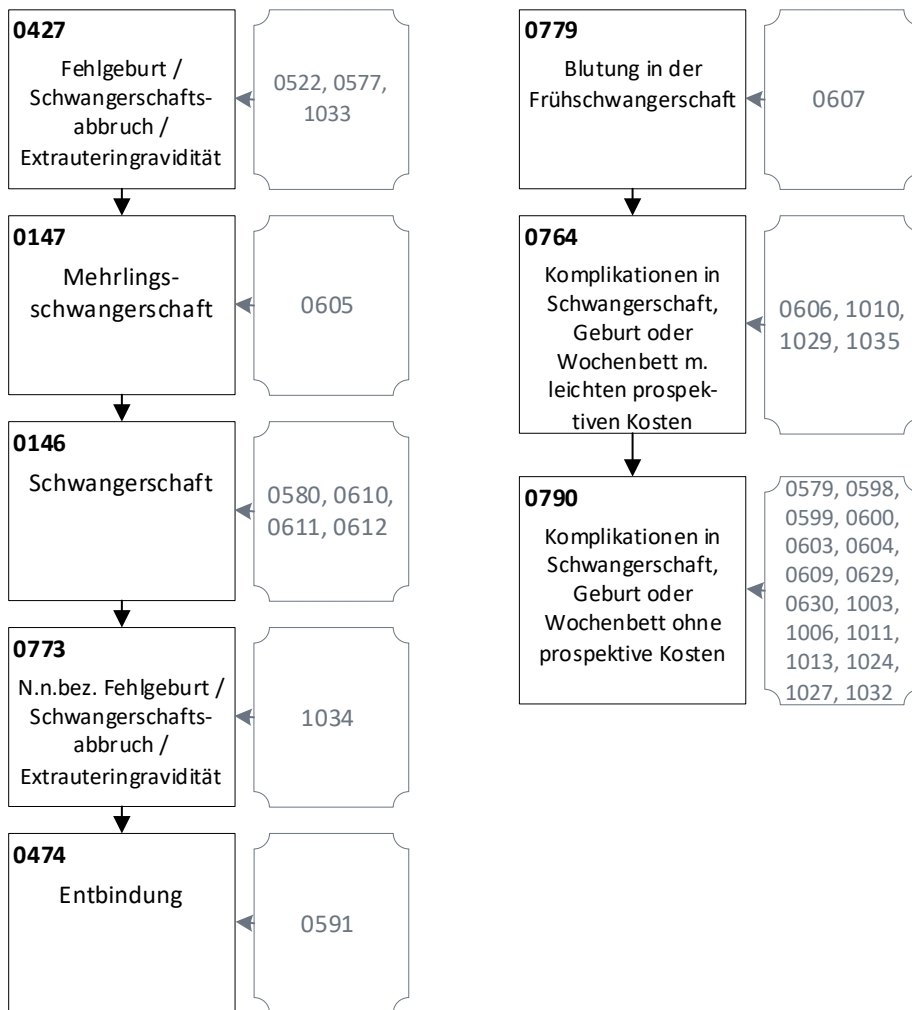 0427
Fehlgeburt /
Schwangerschafts-
abbruch /
Extrauteringravidität
0522, 0577,
1033
0147
Mehrlings-
schwangerschaft
0605
0146
Schwangerschaft
0580, 0610,
0611, 0612
0773
N.n.bez. Fehlgeburt /
Schwangerschafts-
abbruch /
Extrauteringravidität
1034
0474
Entbindung
0591
0779
Blutung in der
Frühschwangerschaft
0607
0764
Komplikationen in
Schwangerschaft,
Geburt oder
Wochenbett m.
leichten prospek-
tiven Kosten
0606, 1010,
1029, 1035
0790
Komplikationen in
Schwangerschaft,
Geburt oder
Wochenbett ohne
prospektive Kosten
0579, 0598,
0599, 0600,
0603, 0604,
0609, 0629,
0630, 1003,
1006, 1011,
1013, 1024,
1027, 1032